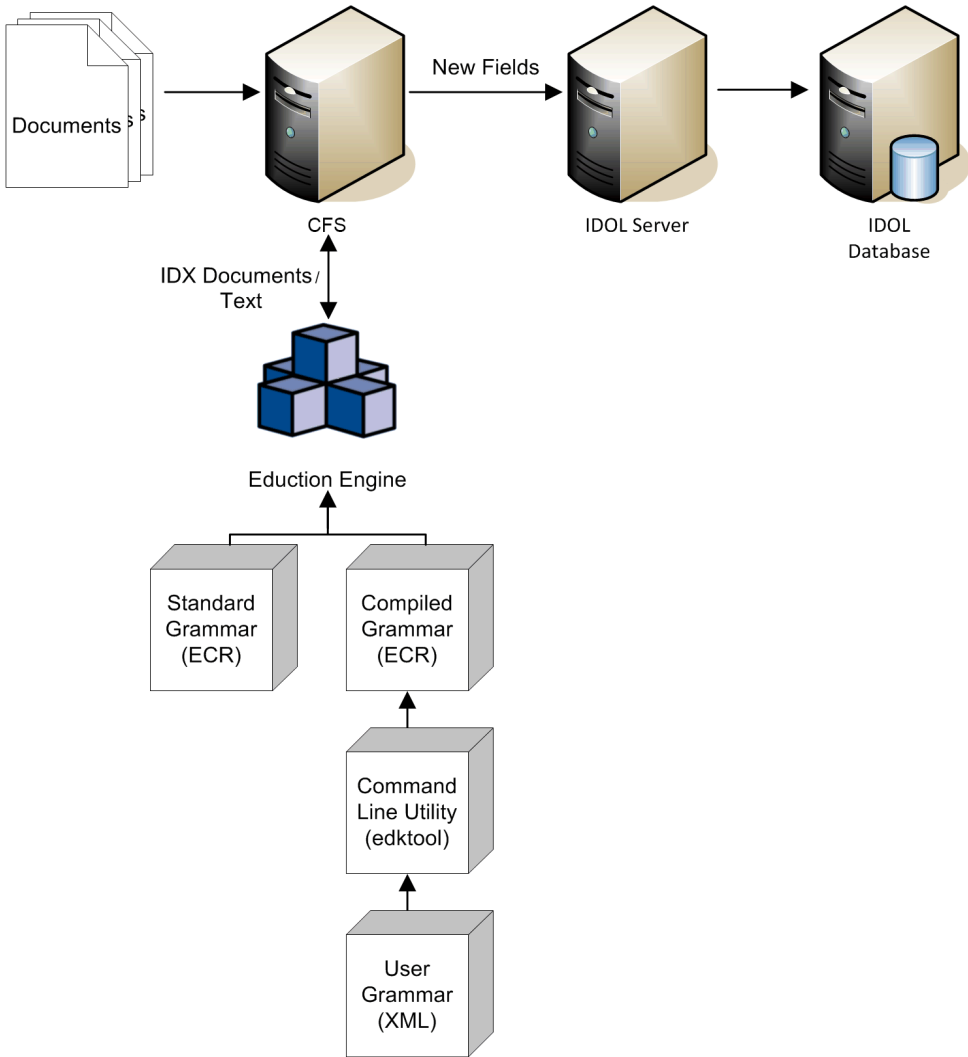 Documents
s
s
New Fields
CFS
IDOL Server
IDOL
Database
IDX Documents/
Text
Eduction Engine
Standard
Grammar
(ECR)
Compiled
Grammar
(ECR)
Command
Line Utility
(edktool)
User
Grammar
(XML)